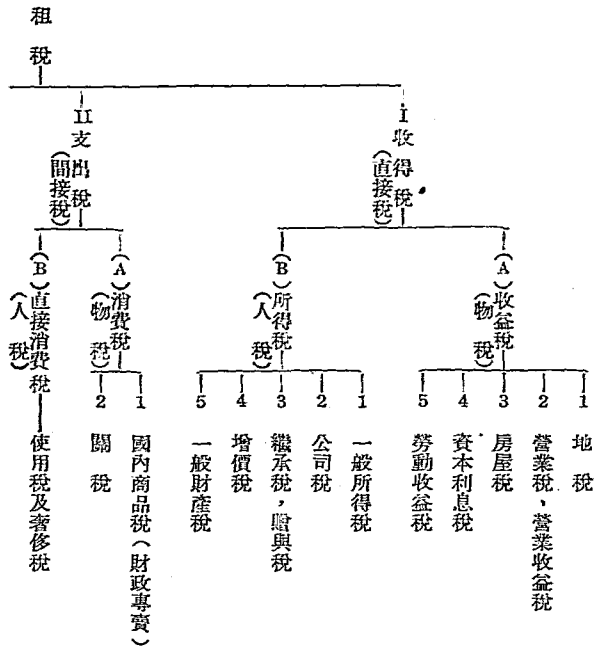 租稅
I收得稅
（直接稅）
（A）收益稅
（物稅）
1 地稅
2 營業稅、營業收益稅
3 房屋稅
4 資本利息稅
5 勞動收益稅
（B）所得稅
（人稅）
1 一般所得稅
2 公司稅
3 繼承稅，贈與稅
4 增價稅
5 一般財產稅
II支出稅
（間接稅）
（A）消費稅
（物稅）
1 國內商品稅（財政專賣）
2 關稅
（B）直接消費稅
（人稅）
使用稅及奢侈稅